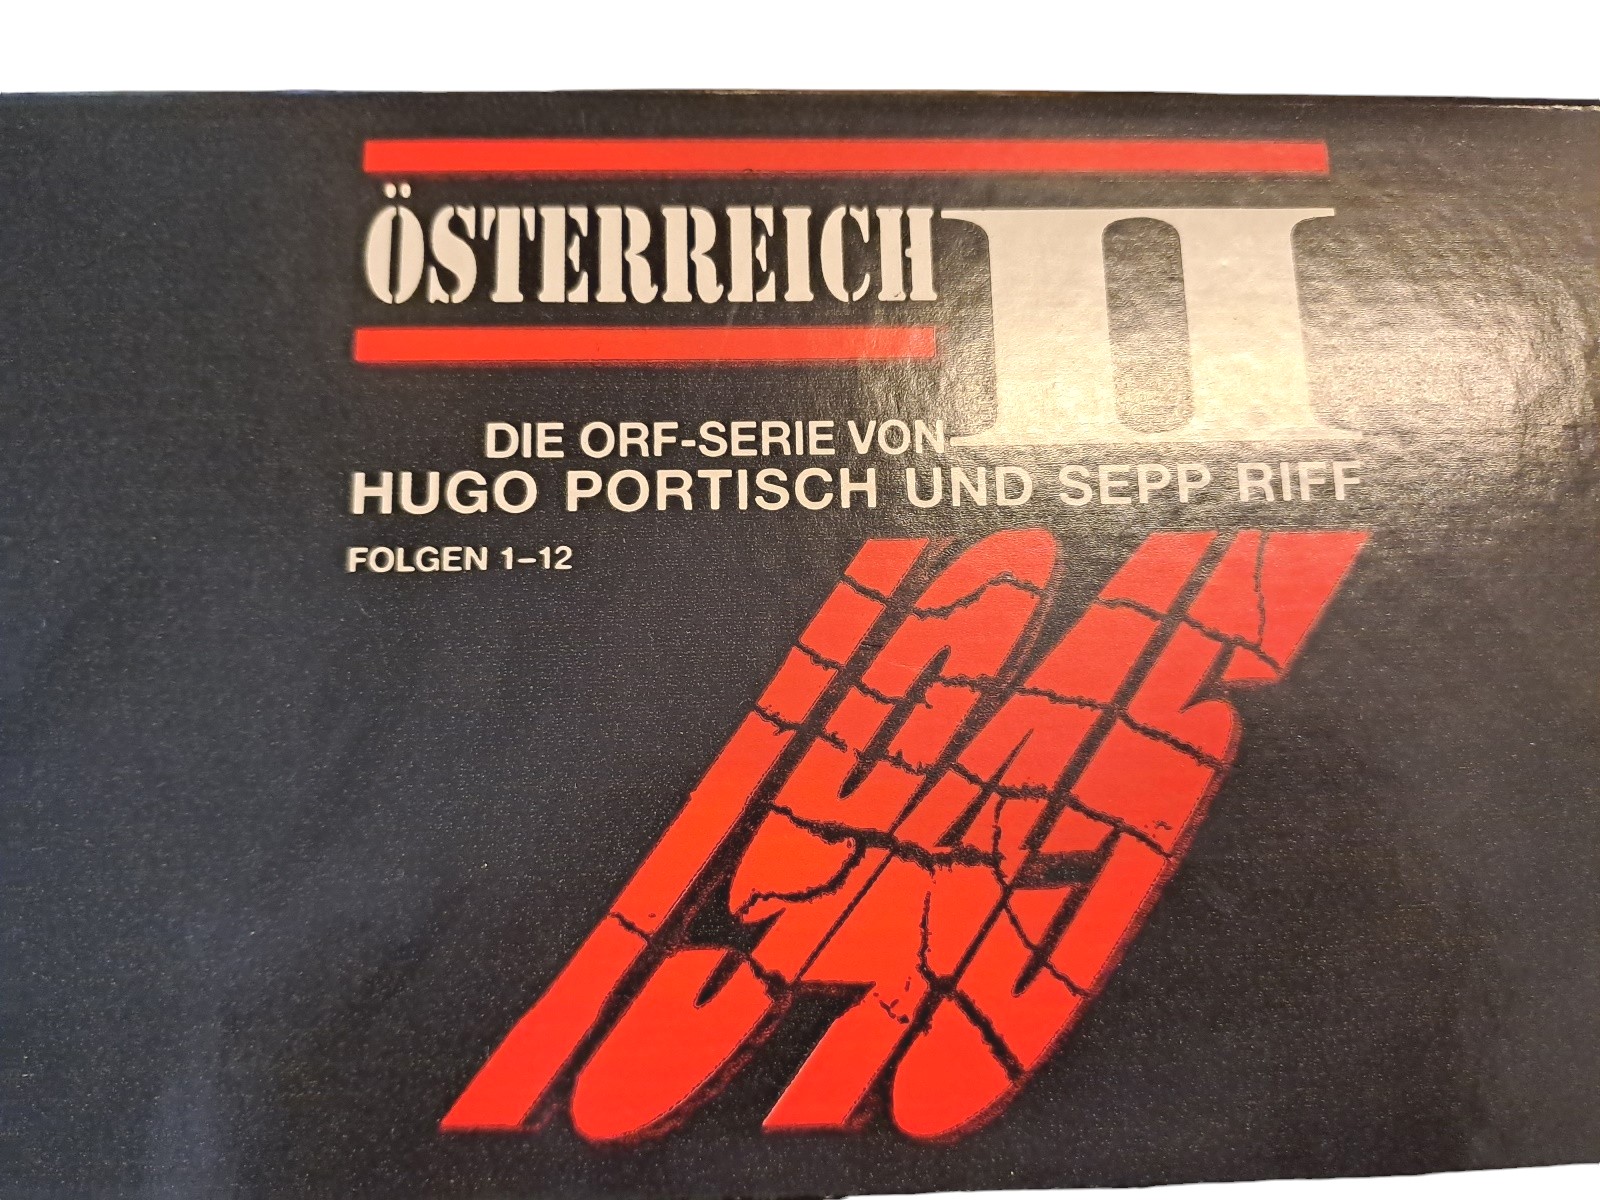 ÖSTERREICH II
DIE ORF-SERIE VON
HUGO PORTISCH UND SEPP RIFF
FOLGEN 1–12
1945